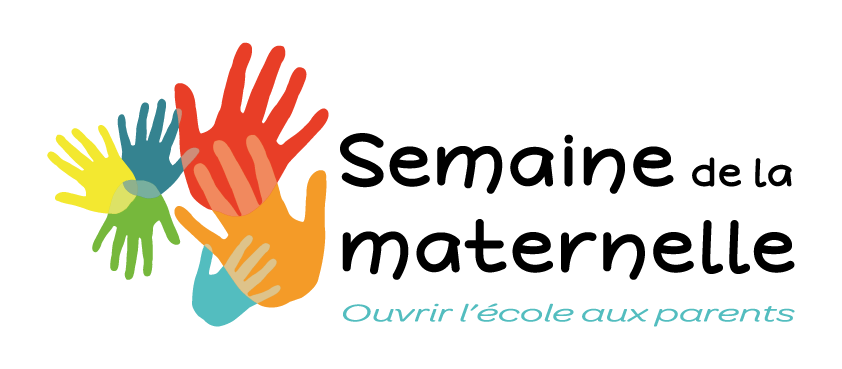 Semaine de la
maternelle
Ouvrir l'école aux parents